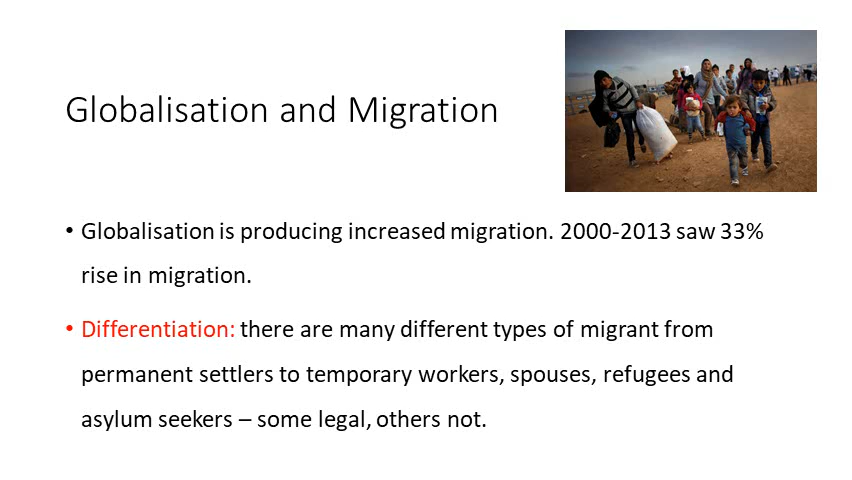 Globalisation and Migration
• Globalisation is producing increased migration. 2000-2013 saw 33%
rise in migration.
• Differentiation: there are many different types of migrant from
permanent settlers to temporary workers, spouses, refugees and
asylum seekers – some legal, others not.